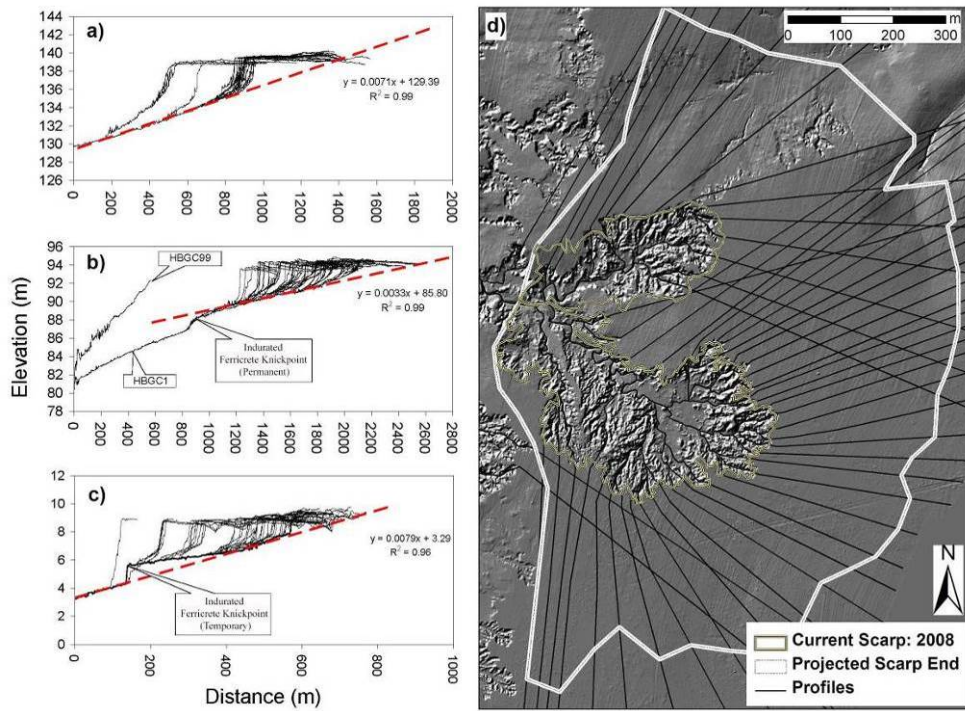 a)
142
140
138
136
134
132
130
128
126
y = 0.0071x + 129.39
R² = 0.99
0
200
400
600
800
1000
1200
1400
1600
1800
2000
Elevation (m)
b)
96
94
92
90
88
86
84
82
80
78
HBGC99
HBGC1
Indurated
Ferricrete Knickpoint
(Permanent)
y = 0.0033x + 85.80
R² = 0.99
0
200
400
600
800
1000
1200
1400
1600
1800
2000
2200
2400
2600
2800
c)
12
10
8
6
4
2
0
Indurated
Ferricrete Knickpoint
(Temporary)
y = 0.0079x + 3.29
R² = 0.96
0
200
400
600
800
1000
Distance (m)
d)
m
0 100 200 300
N
Current Scarp: 2008
Projected Scarp End
Profiles